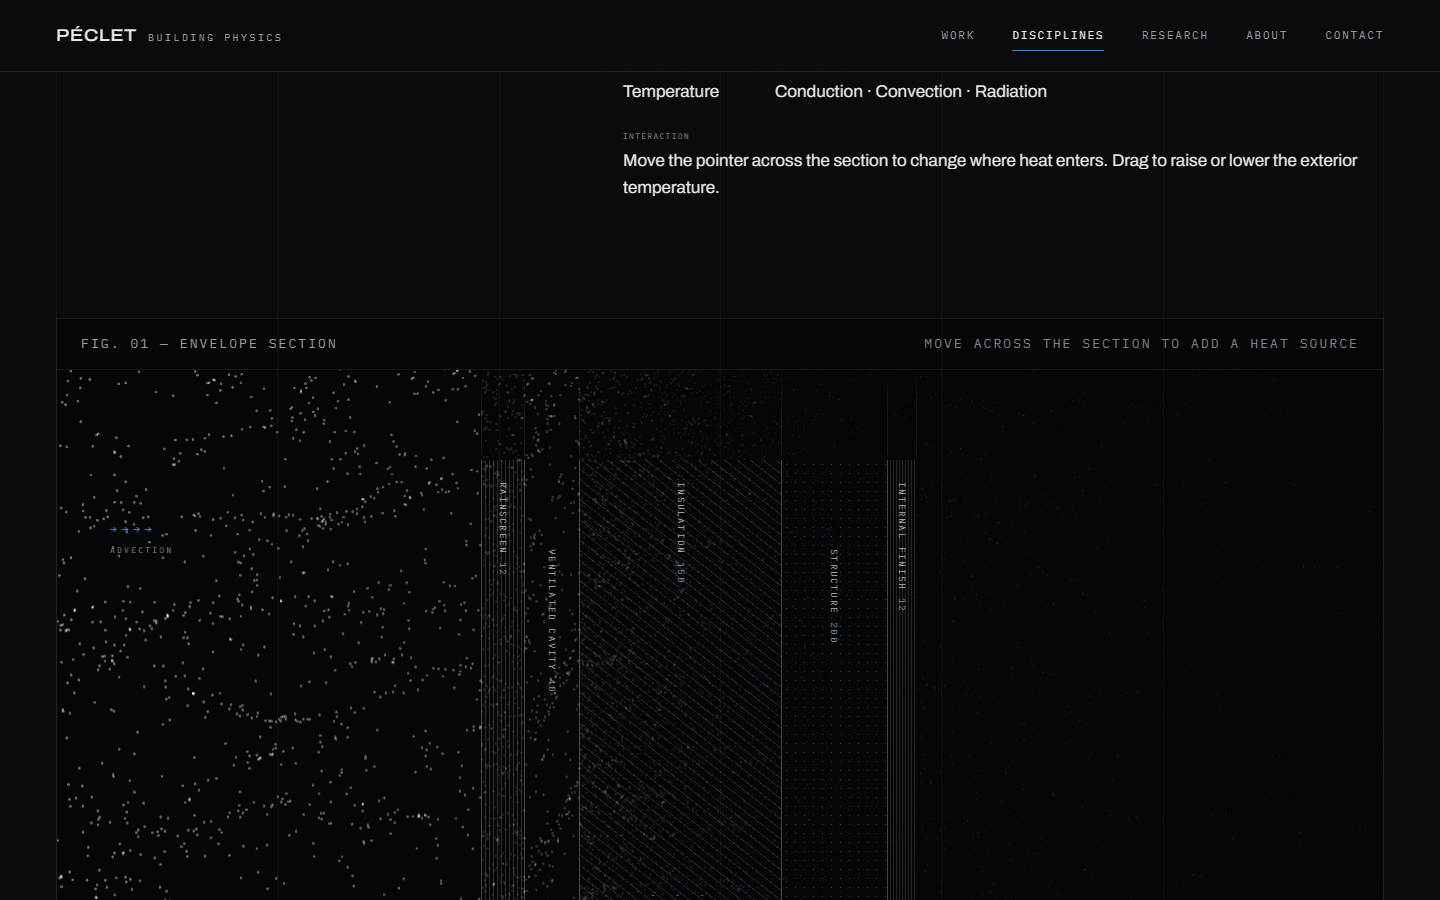 PÉCLET BUILDING PHYSICS
WORK DISCIPLINES RESEARCH ABOUT CONTACT
Temperature Conduction · Convection · Radiation
INTERACTION
Move the pointer across the section to change where heat enters. Drag to raise or lower the exterior
temperature.
FIG. 01 — ENVELOPE SECTION
MOVE ACROSS THE SECTION TO ADD A HEAT SOURCE
→ → → →
ADVECTION
RAINSCREEN 12
VENTILATED CAVITY 40
INSULATION 150
STRUCTURE 200
INTERNAL FINISH 12